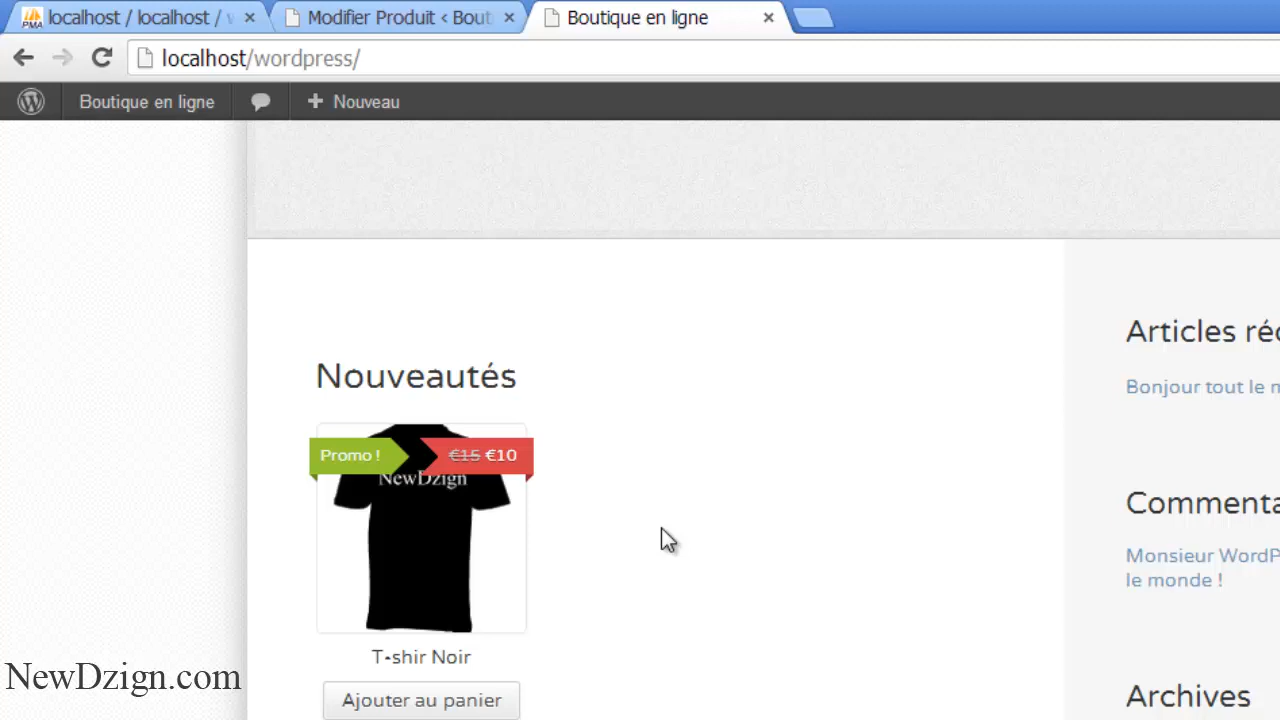 localhost / localhost / w
Modifier Produit < Bout
Boutique en ligne
localhost/wordpress/
Boutique en ligne
Nouveau
Nouveautés
Promo !
€15 €10
NewDzign
T-shir Noir
Ajouter au panier
Articles réc
Bonjour tout le m
Commenta
Monsieur WordP
le monde !
Archives
NewDzign.com